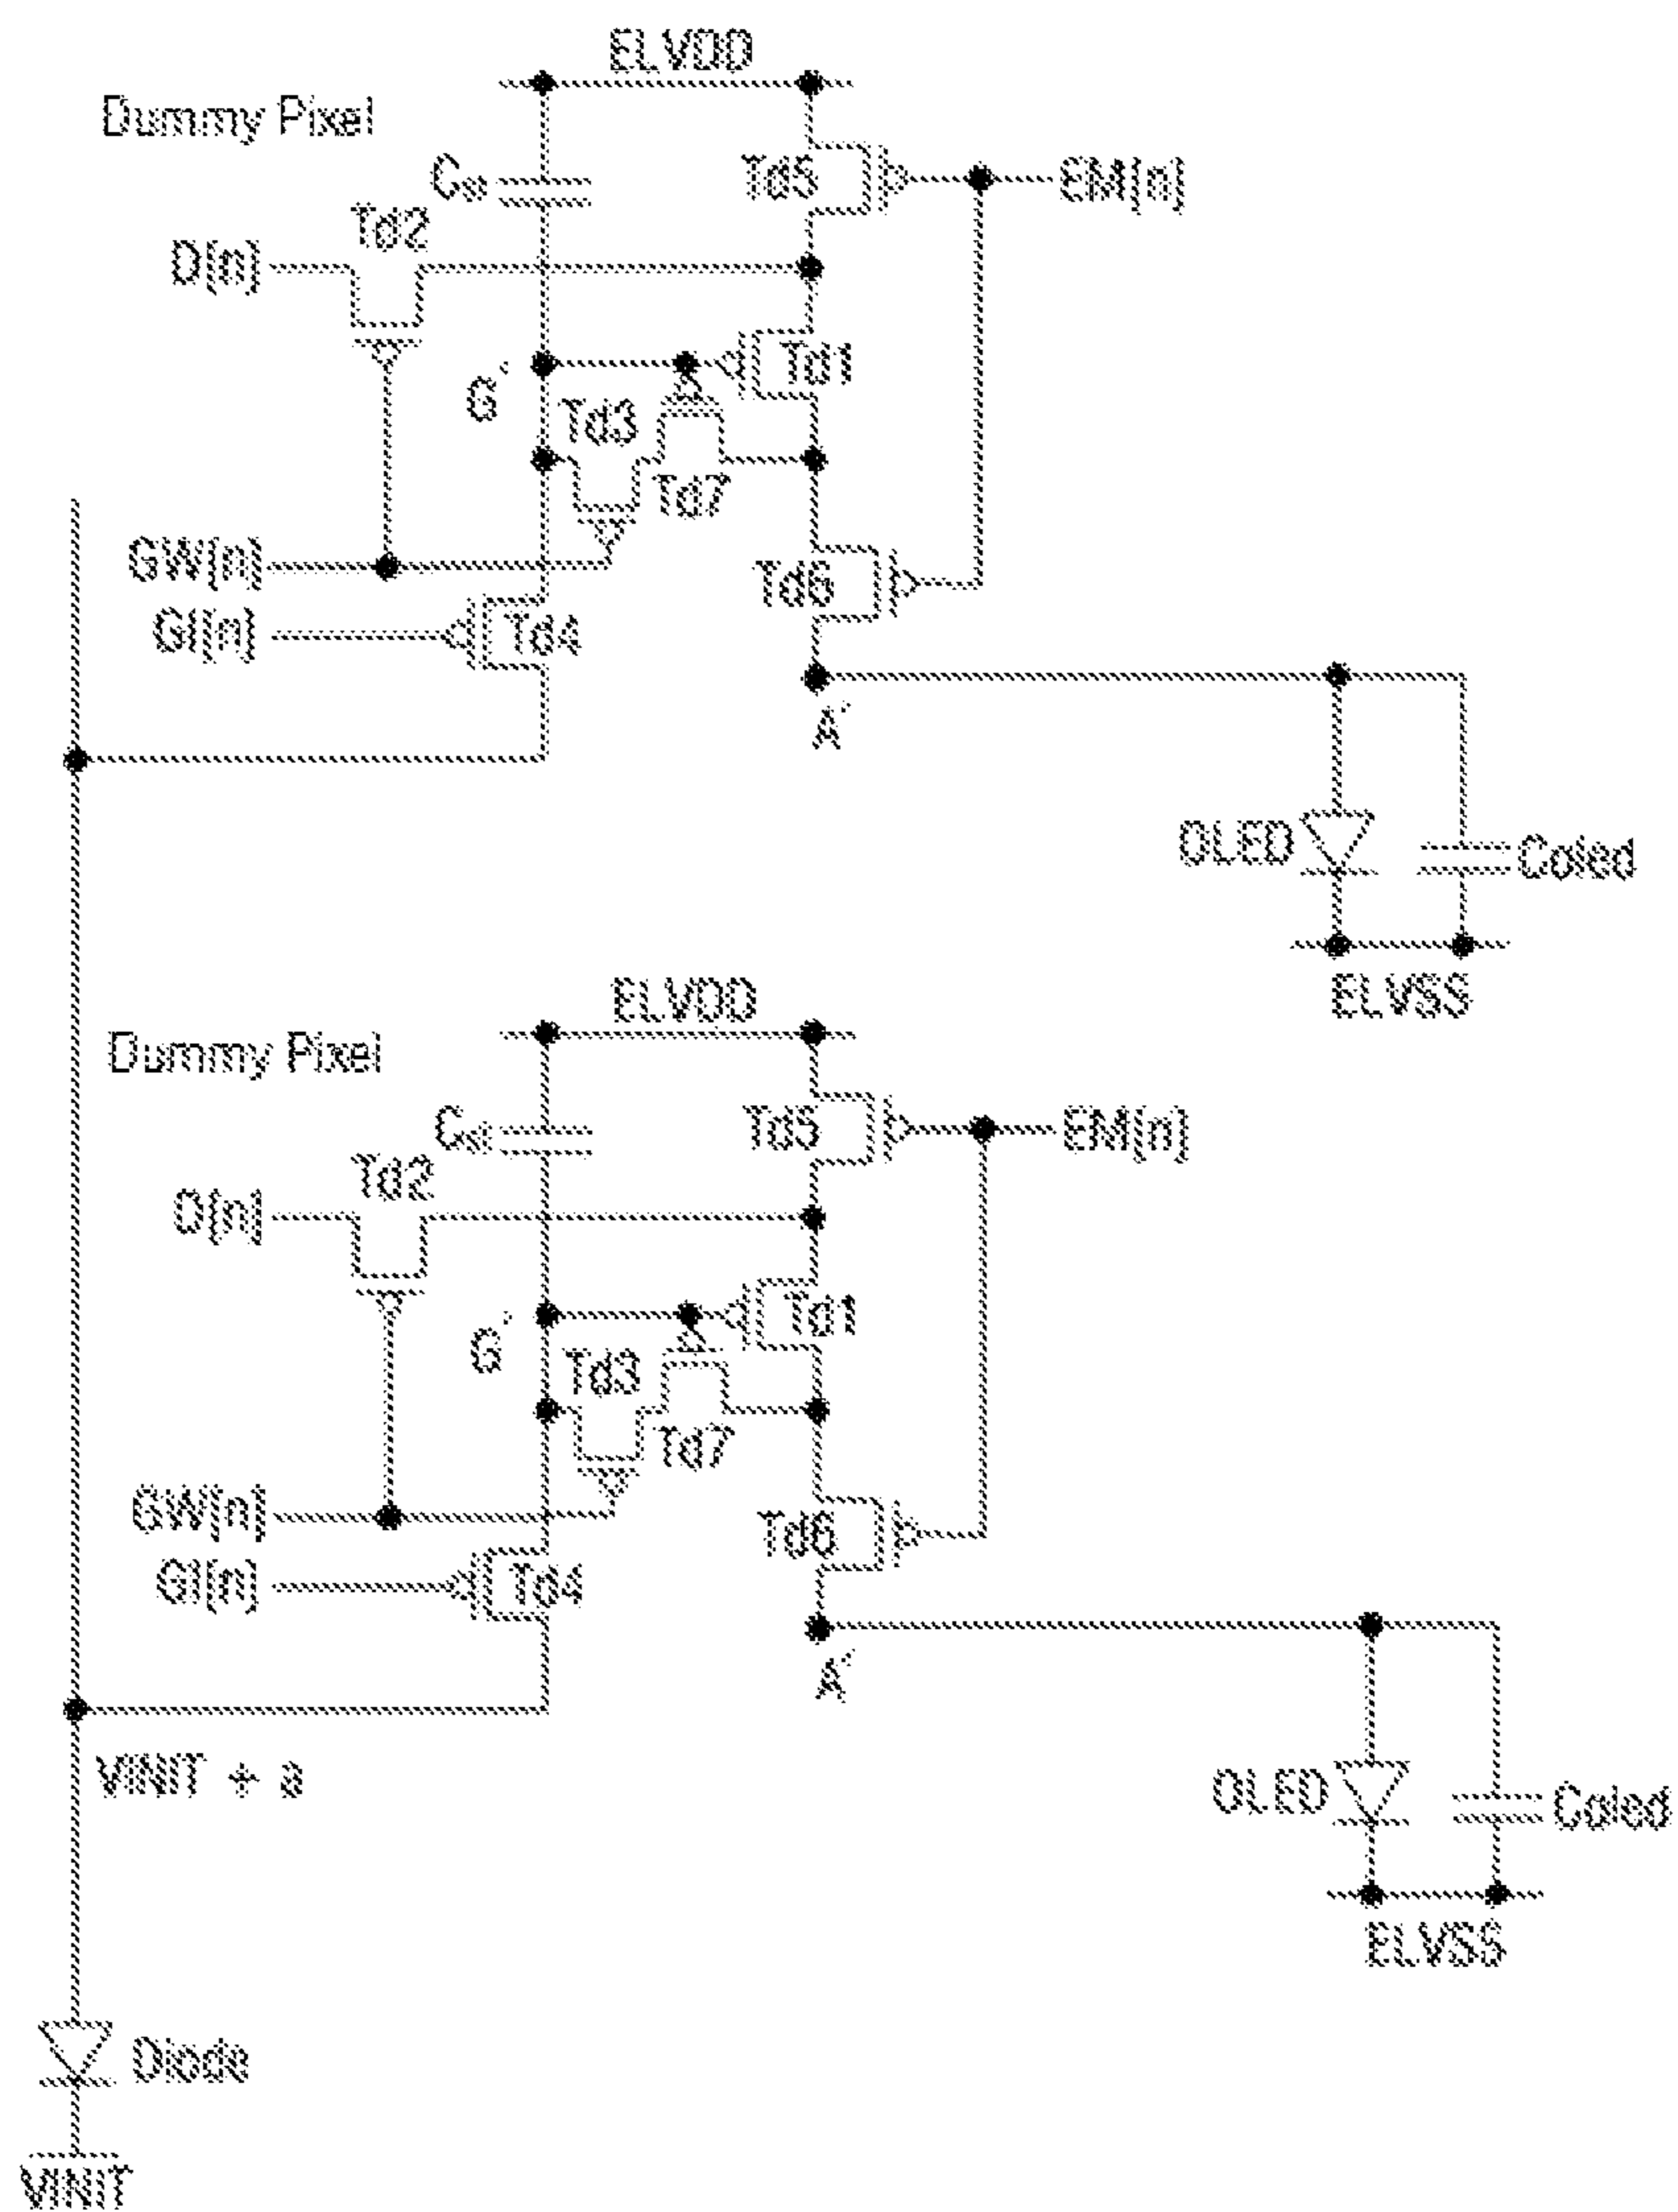 ELVDD
Dummy Pixel
Cst
Td5
EM[n]
Td2
D[n]
Td1
G'
Td3
Td7
GW[n]
Td6
GI[n]
Td4
A'
OLED
Coled
ELVSS
ELVDD
Dummy Pixel
Cst
Td5
EM[n]
Td2
D[n]
Td1
G'
Td3
Td7
GW[n]
Td6
GI[n]
Td4
A'
VINIT + a
OLED
Coled
ELVSS
Diode
VINIT